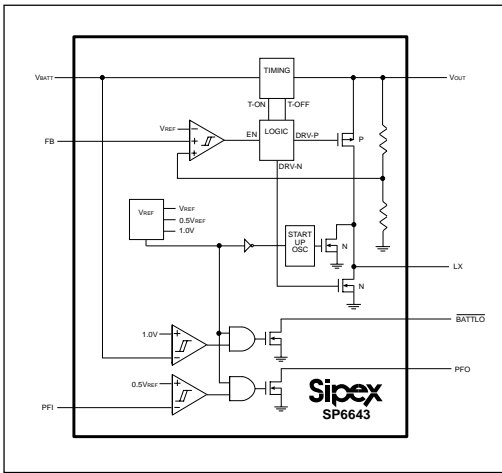 TIMING
VBATT
VOUT
T-ON
T-OFF
VREF
FB
EN
LOGIC
DRV-P
P
DRV-N
VREF
VREF
0.5VREF
1.0V
START
UP
OSC
N
LX
N
BATTLO
1.0V
PFO
0.5VREF
PFI
Sipex
SP6643